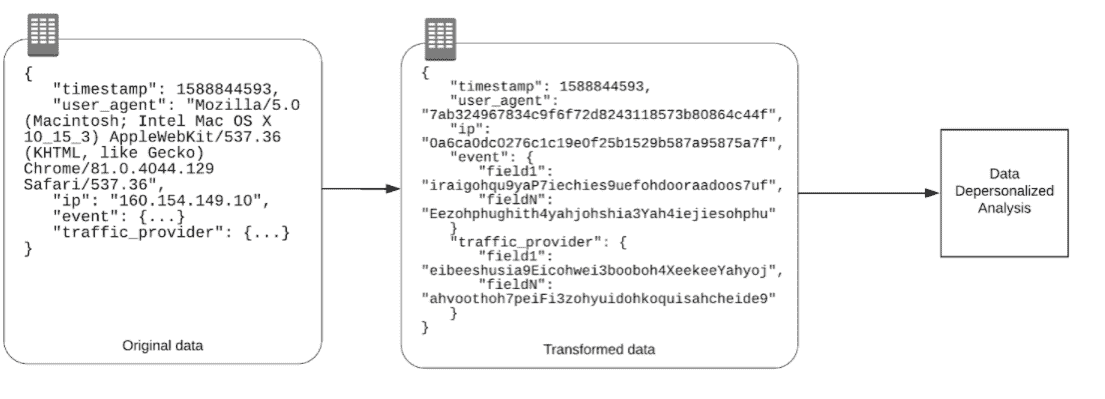 {
"timestamp": 1588844593,
"user_agent": "Mozilla/5.0
(Macintosh; Intel Mac OS X
10_15_3) AppleWebKit/537.36
(KHTML, like Gecko)
Chrome/81.0.4044.129
Safari/537.36",
"ip": "160.154.149.10",
"event": {...}
"traffic_provider": {...}
}
Original data
{
"timestamp": 1588844593,
"user_agent":
"7ab324967834c9f6f72d8243118573b80864c44f",
"ip":
"0a6ca0dc0276c1c19e0f25b1529b587a95875a7f",
"event": {
"field1":
"iraigohqu9yaP7iechies9uefohdooraadoos7uf",
"fieldN":
"Eezohphughith4yahjohshia3Yah4iejiesohphu"
}
"traffic_provider": {
"field1":
"eibeeshusia9Eicohwei3booboh4XeekeeYahyoj",
"fieldN":
"ahvoothoh7peiFi3zohyuidohkoquisahcheide9"
}
}
Transformed data
Data
Depersonalized
Analysis